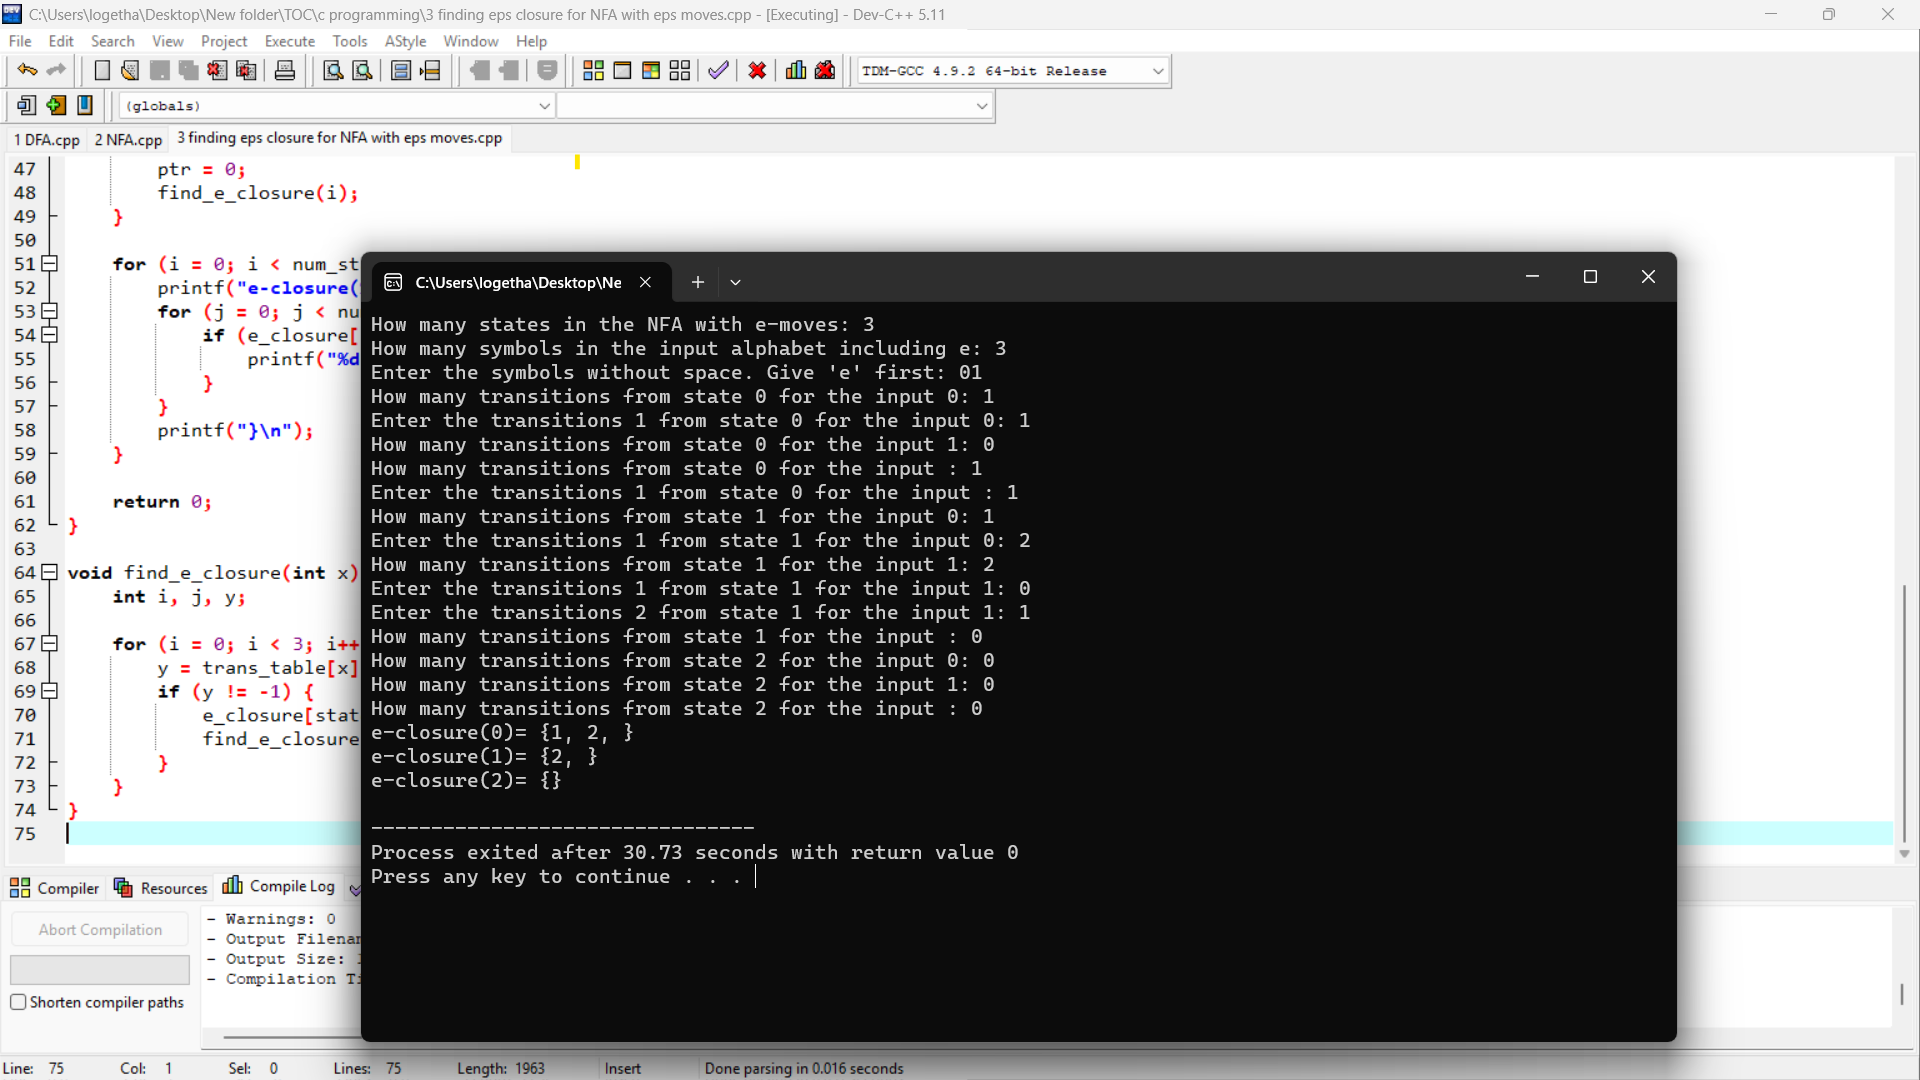 C:\Users\logetha\Desktop\New folder\TOC\c programming\3 finding eps closure for NFA with eps moves.cpp - [Executing] - Dev-C++ 5.11
File Edit Search View Project Execute Tools AStyle Window Help
TDM-GCC 4.9.2 64-bit Release
(globals)
1 DFA.cpp 2 NFA.cpp 3 finding eps closure for NFA with eps moves.cpp
47 ptr = 0;
48 find_e_closure(i);
49 }
50
51 for (i = 0; i < num_st
52 printf("e-closure(
53 for (j = 0; j < nu
54 if (e_closure[
55 printf("%d
56 }
57 }
58 printf("}\n");
59 }
60
61 return 0;
62 }
63
64 void find_e_closure(int x)
65 int i, j, y;
66
67 for (i = 0; i < 3; i++
68 y = trans_table[x]
69 if (y != -1) {
70 e_closure[stat
71 find_e_closure
72 }
73 }
74 }
75
C:\Users\logetha\Desktop\Ne
How many states in the NFA with e-moves: 3
How many symbols in the input alphabet including e: 3
Enter the symbols without space. Give 'e' first: 01
How many transitions from state 0 for the input 0: 1
Enter the transitions 1 from state 0 for the input 0: 1
How many transitions from state 0 for the input 1: 0
How many transitions from state 0 for the input : 1
Enter the transitions 1 from state 0 for the input : 1
How many transitions from state 1 for the input 0: 1
Enter the transitions 1 from state 1 for the input 0: 2
How many transitions from state 1 for the input 1: 2
Enter the transitions 1 from state 1 for the input 1: 0
Enter the transitions 2 from state 1 for the input 1: 1
How many transitions from state 1 for the input : 0
How many transitions from state 2 for the input 0: 0
How many transitions from state 2 for the input 1: 0
How many transitions from state 2 for the input : 0
e-closure(0)= {1, 2, }
e-closure(1)= {2, }
e-closure(2)= {}
--------------------------------
Process exited after 30.73 seconds with return value 0
Press any key to continue . . .
Compiler Resources Compile Log
Abort Compilation
Shorten compiler paths
- Warnings: 0
- Output Filenam
- Output Size:
- Compilation Ti
Line: 75 Col: 1 Sel: 0 Lines: 75 Length: 1963 Insert Done parsing in 0.016 seconds